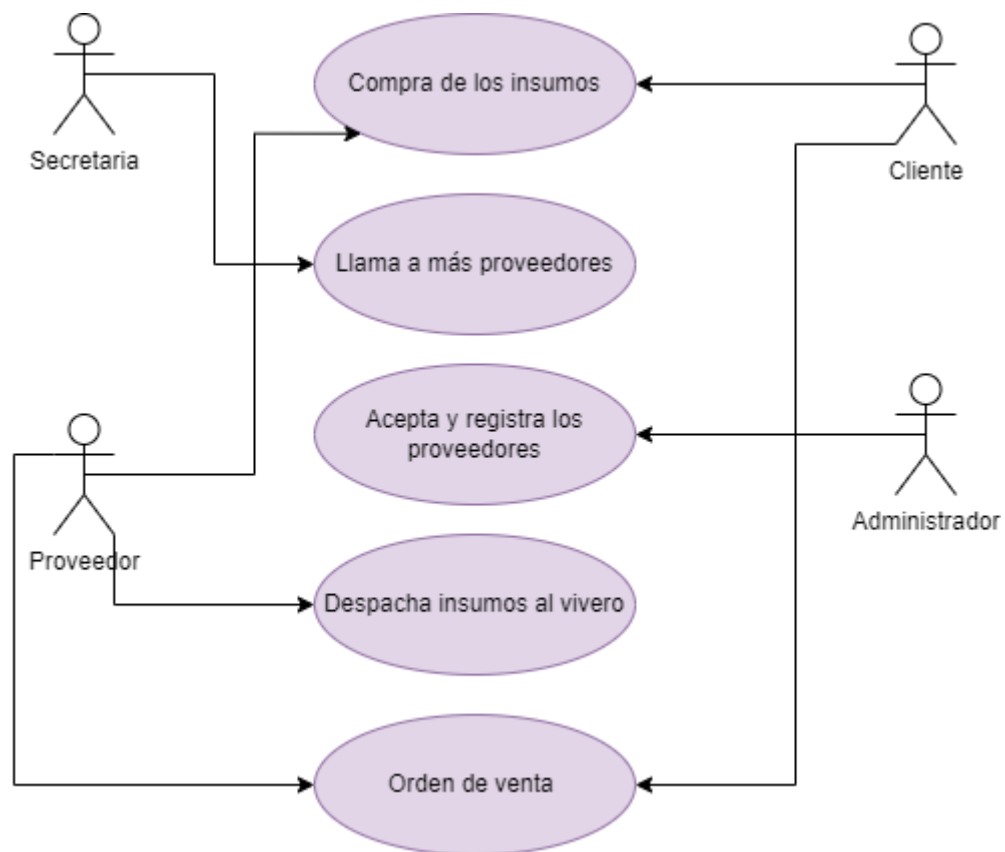 Compra de los insumos
Secretaria
Cliente
Llama a más proveedores
Acepta y registra los
proveedores
Administrador
Proveedor
Despacha insumos al vivero
Orden de venta